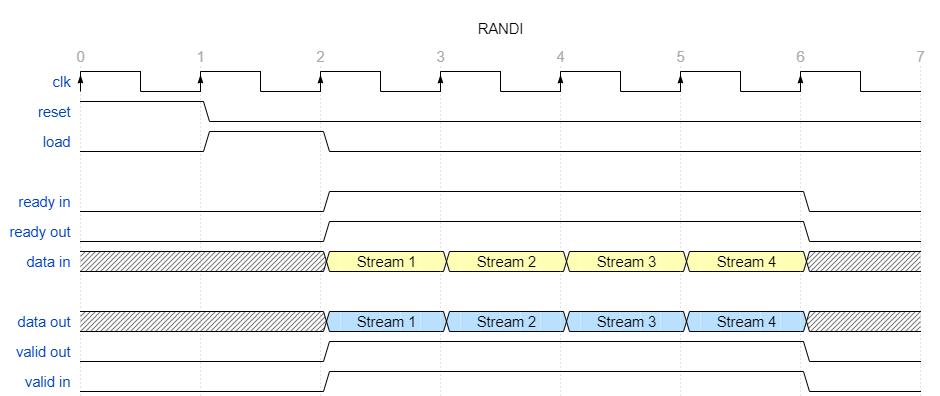 RANDI
0 1 2 3 4 5 6 7
clk
reset
load
ready in
ready out
data in Stream 1 Stream 2 Stream 3 Stream 4
data out Stream 1 Stream 2 Stream 3 Stream 4
valid out
valid in